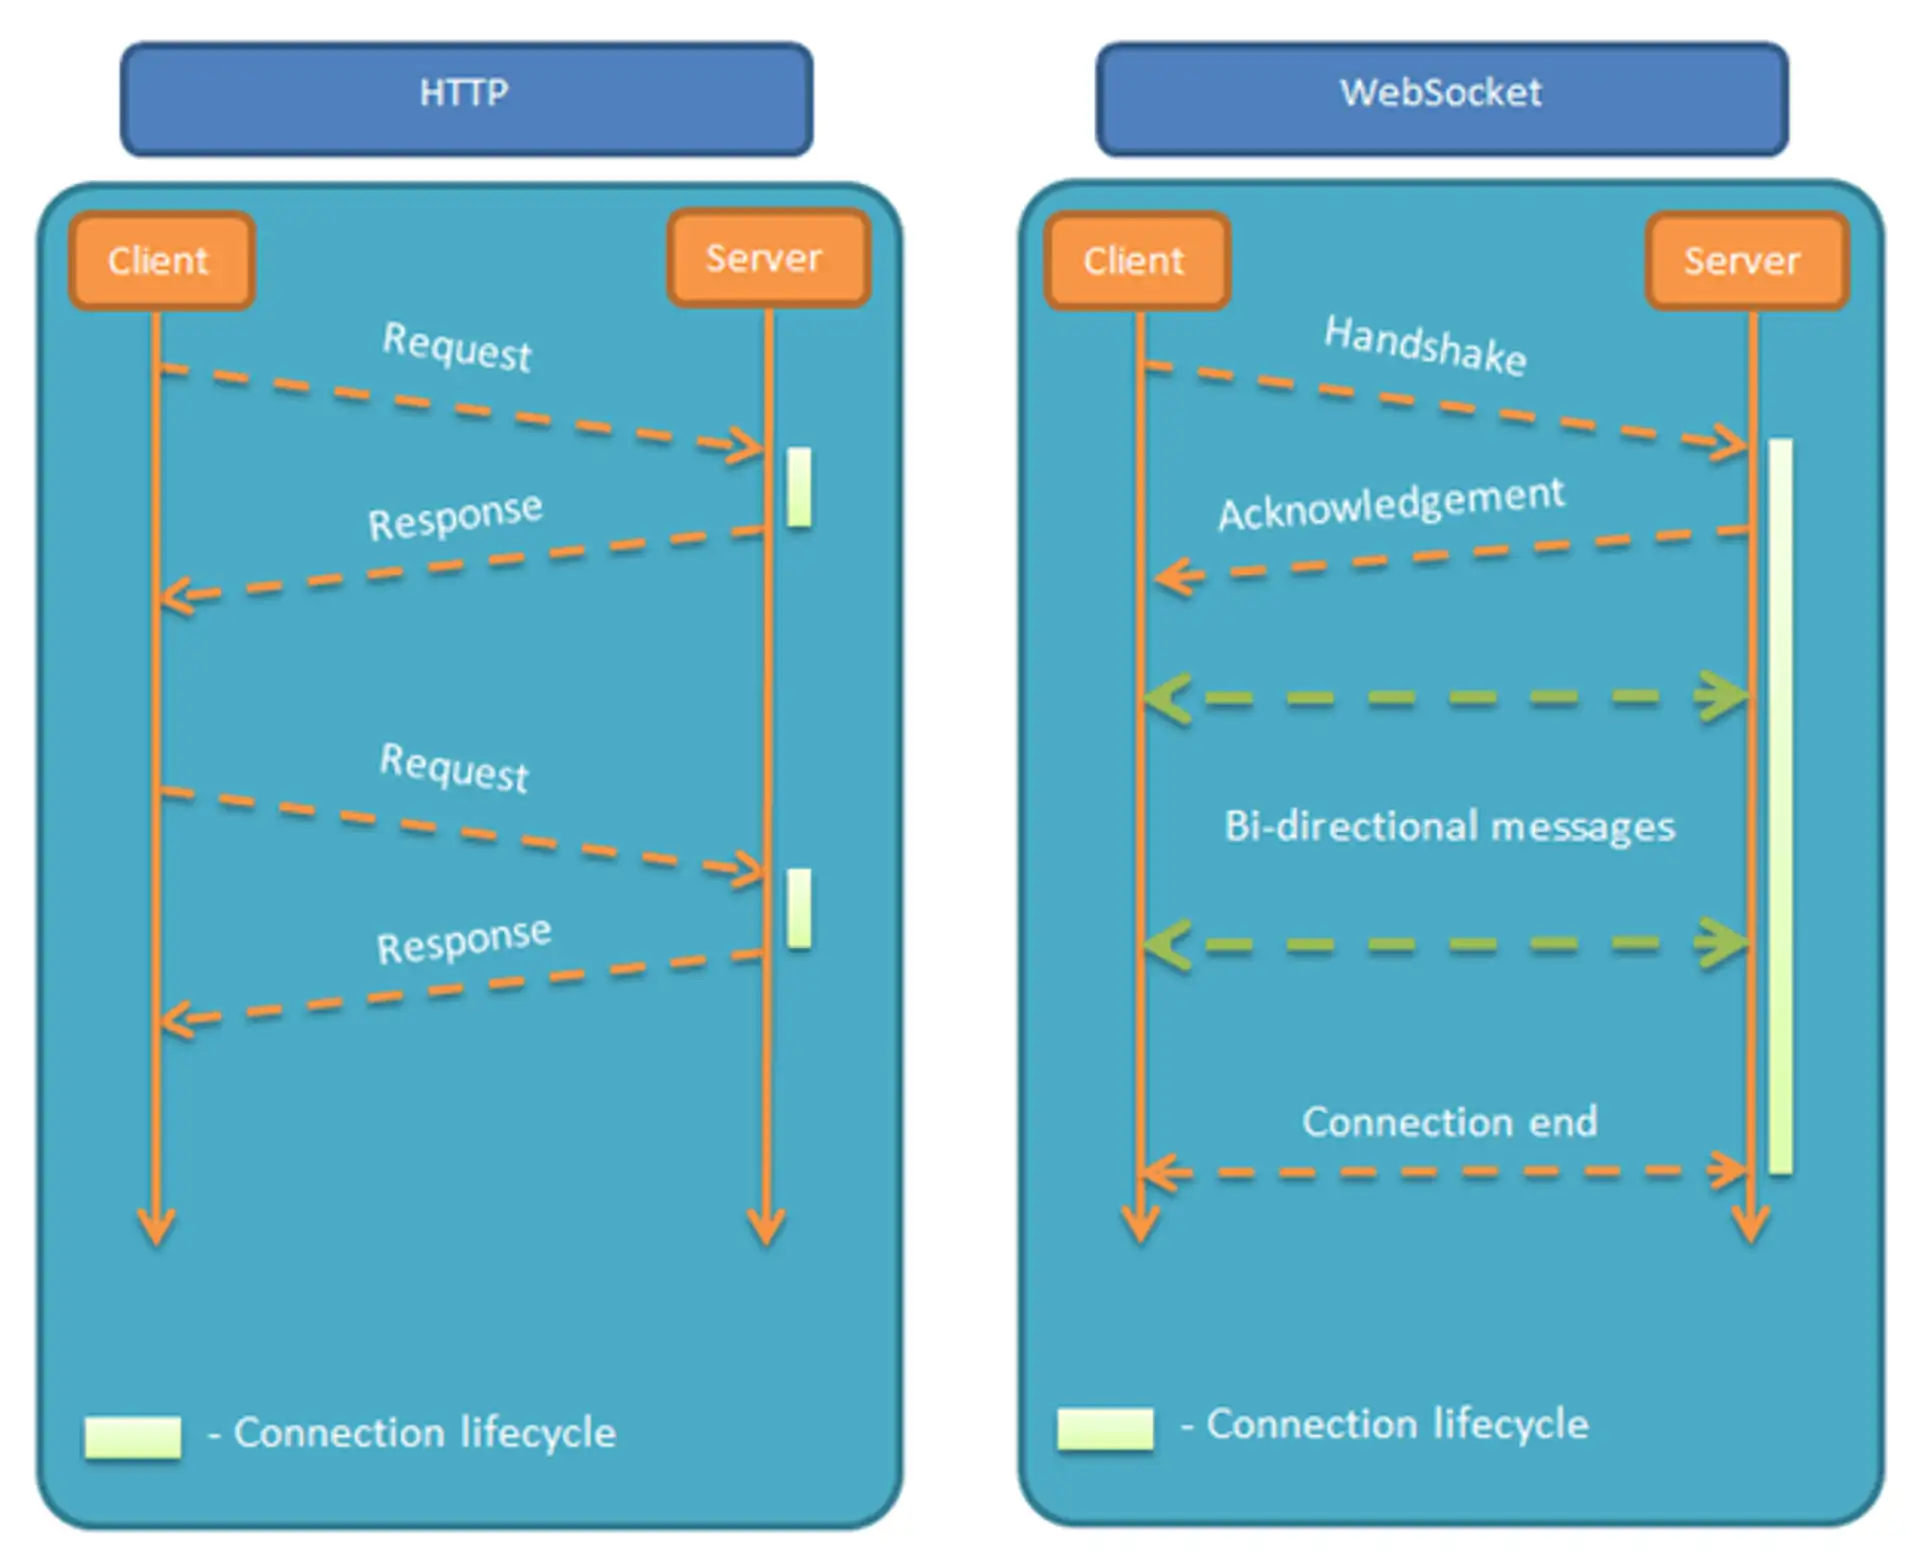 HTTP
Client
Server
Request
Response
Request
Response
- Connection lifecycle
WebSocket
Client
Server
Handshake
Acknowledgement
Bi-directional messages
Connection end
- Connection lifecycle